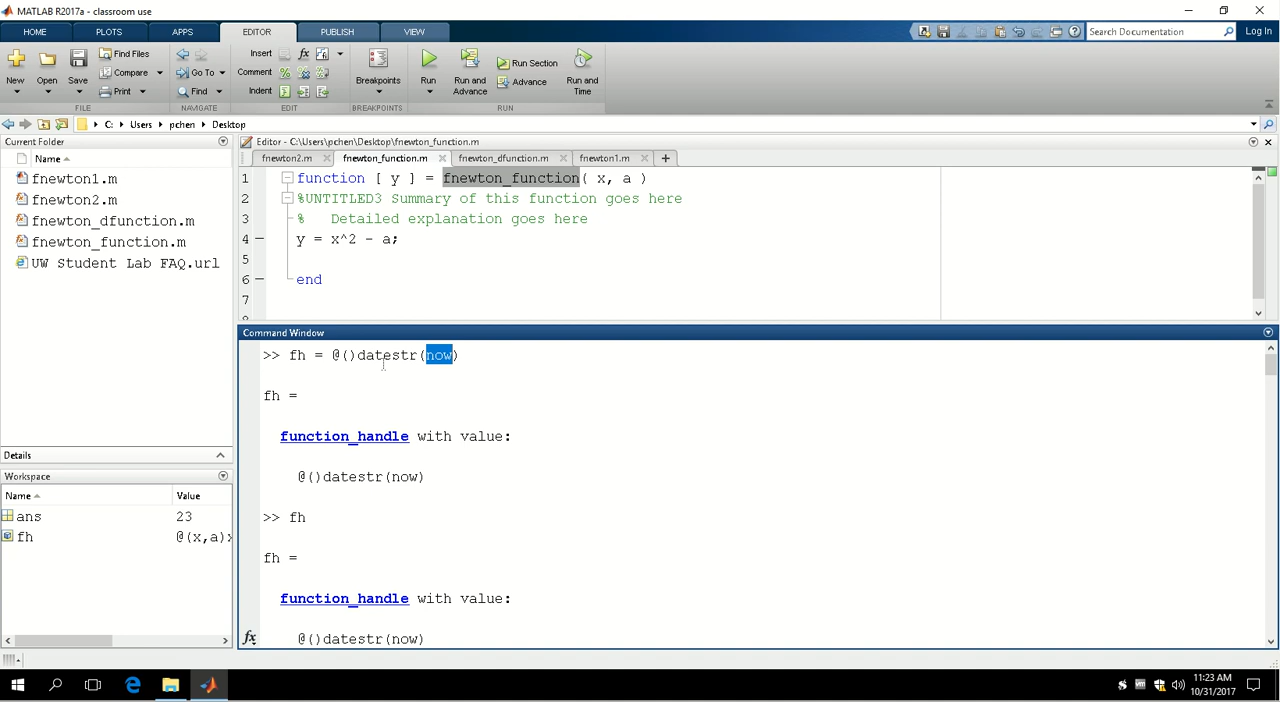 MATLAB R2017a - classroom use
HOME PLOTS APPS EDITOR PUBLISH VIEW
Search Documentation
Log In
New
Open
Save
Find Files
Compare
Print
Go To
Find
Insert
Comment
Indent
fx
Breakpoints
Run
Run and
Advance
Run Section
Advance
Run and
Time
FILE NAVIGATE EDIT BREAKPOINTS RUN
C: Users pchen Desktop
Current Folder
Name
fnewton1.m
fnewton2.m
fnewton_dfunction.m
fnewton_function.m
UW Student Lab FAQ.url
Details
Workspace
Name Value
ans 23
fh @(x,a)x
Editor - C:\Users\pchen\Desktop\fnewton_function.m
fnewton2.m fnewton_function.m fnewton_dfunction.m fnewton1.m
1 function [ y ] = fnewton_function( x, a )
2 %UNTITLED3 Summary of this function goes here
3 % Detailed explanation goes here
4 y = x^2 - a;
5
6 end
7
8
Command Window
>> fh = @()datestr(now)
fh =
function_handle with value:
@()datestr(now)
>> fh
fh =
function_handle with value:
fx @()datestr(now)
11:23 AM
10/31/2017